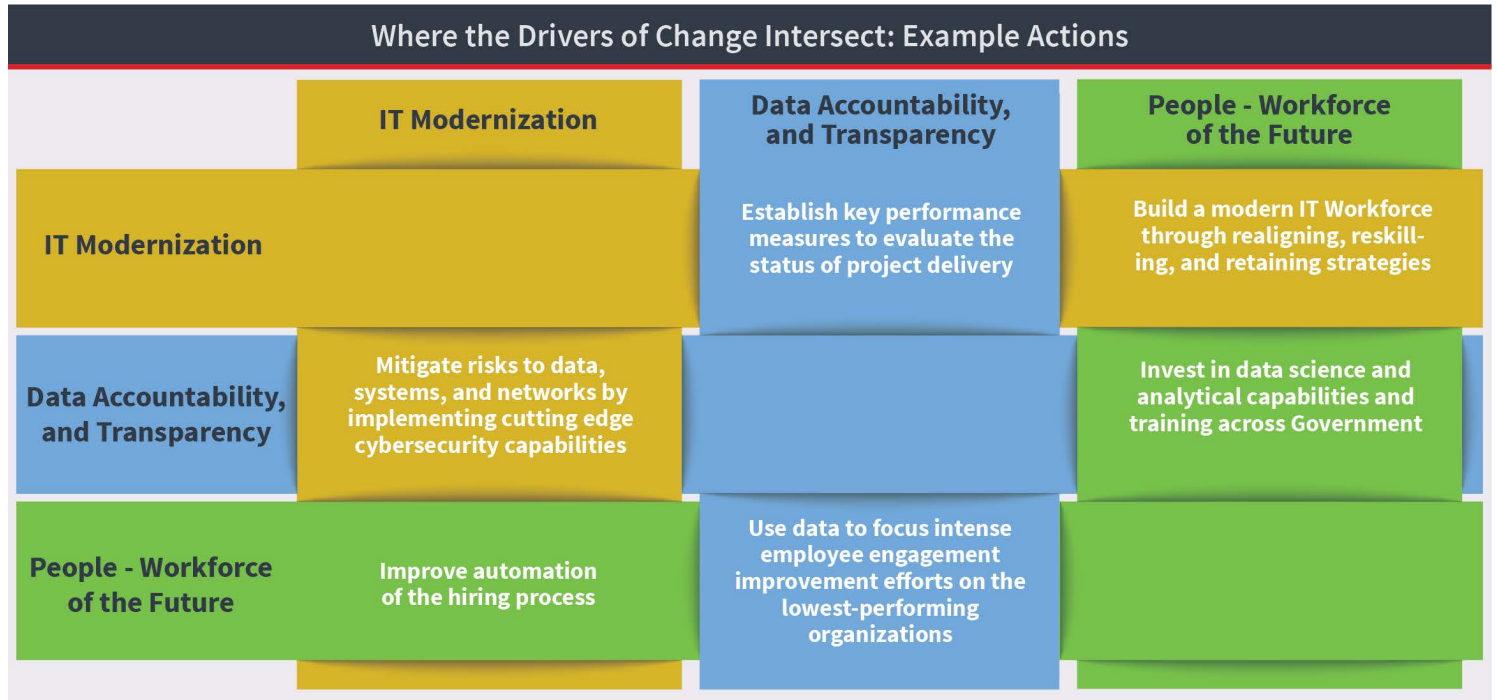 Where the Drivers of Change Intersect: Example Actions
IT Modernization
Data Accountability,
and Transparency
People - Workforce
of the Future
IT Modernization
Establish key performance
measures to evaluate the
status of project delivery
Build a modern IT Workforce
through realigning, reskill-
ing, and retaining strategies
Data Accountability,
and Transparency
Mitigate risks to data,
systems, and networks by
implementing cutting edge
cybersecurity capabilities
Invest in data science and
analytical capabilities and
training across Government
People - Workforce
of the Future
Improve automation
of the hiring process
Use data to focus intense
employee engagement
improvement efforts on the
lowest-performing
organizations